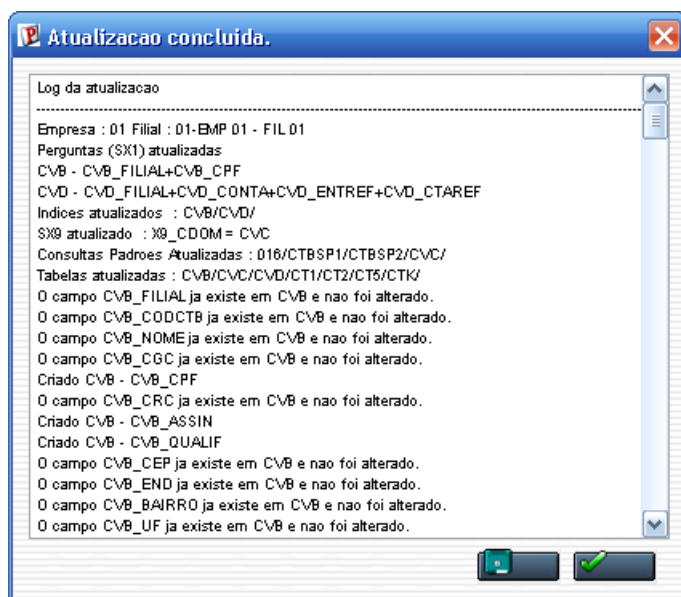 Atualizacao concluida.
Log da atualizacao
Empresa : 01 Filial : 01-EMP 01 - FIL 01
Perguntas (SX1) atualizadas
CVB - CVB_FILIAL+CVB_CPF
CVD - CVD_FILIAL+CVD_CONTA+CVD_ENTREF+CVD_CTAREF
Indices atualizados : CVB/CVD/
SX9 atualizado : X9_CDOM = CVC
Consultas Padroes Atualizadas : 016/CTBSP1/CTBSP2/CVC/
Tabelas atualizadas : CVB/CVC/CVD/CT1/CT2/CT5/CTK/
O campo CVB_FILIAL ja existe em CVB e nao foi alterado.
O campo CVB_CODCTB ja existe em CVB e nao foi alterado.
O campo CVB_NOME ja existe em CVB e nao foi alterado.
O campo CVB_CGC ja existe em CVB e nao foi alterado.
Criado CVB - CVB_CPF
O campo CVB_CRC ja existe em CVB e nao foi alterado.
Criado CVB - CVB_ASSIN
Criado CVB - CVB_QUALIF
O campo CVB_CEP ja existe em CVB e nao foi alterado.
O campo CVB_END ja existe em CVB e nao foi alterado.
O campo CVB_BAIRRO ja existe em CVB e nao foi alterado.
O campo CVB_UF ja existe em CVB e nao foi alterado.